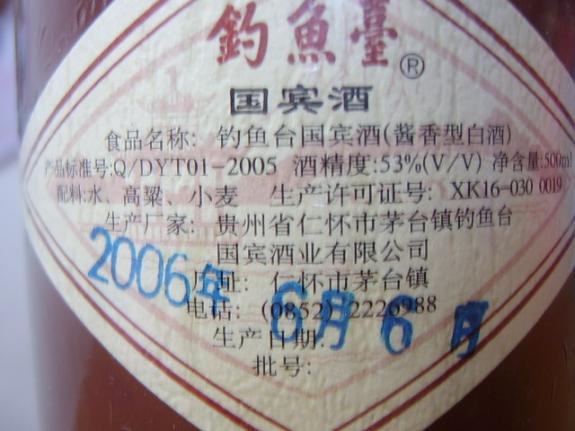 釣魚臺®
国宾酒
食品名称: 钓鱼台国宾酒(酱香型白酒)
产品标准号:Q/DYT01-2005 酒精度:53%(V/V) 净含量:500ml
配料:水、高粱、小麦 生产许可证号: XK16-030 0019
生产厂家: 贵州省仁怀市茅台镇钓鱼台
国宾酒业有限公司
厂址: 仁怀市茅台镇
2006年 6月6日
电话: (0852) 2226988
生产日期:
批号: